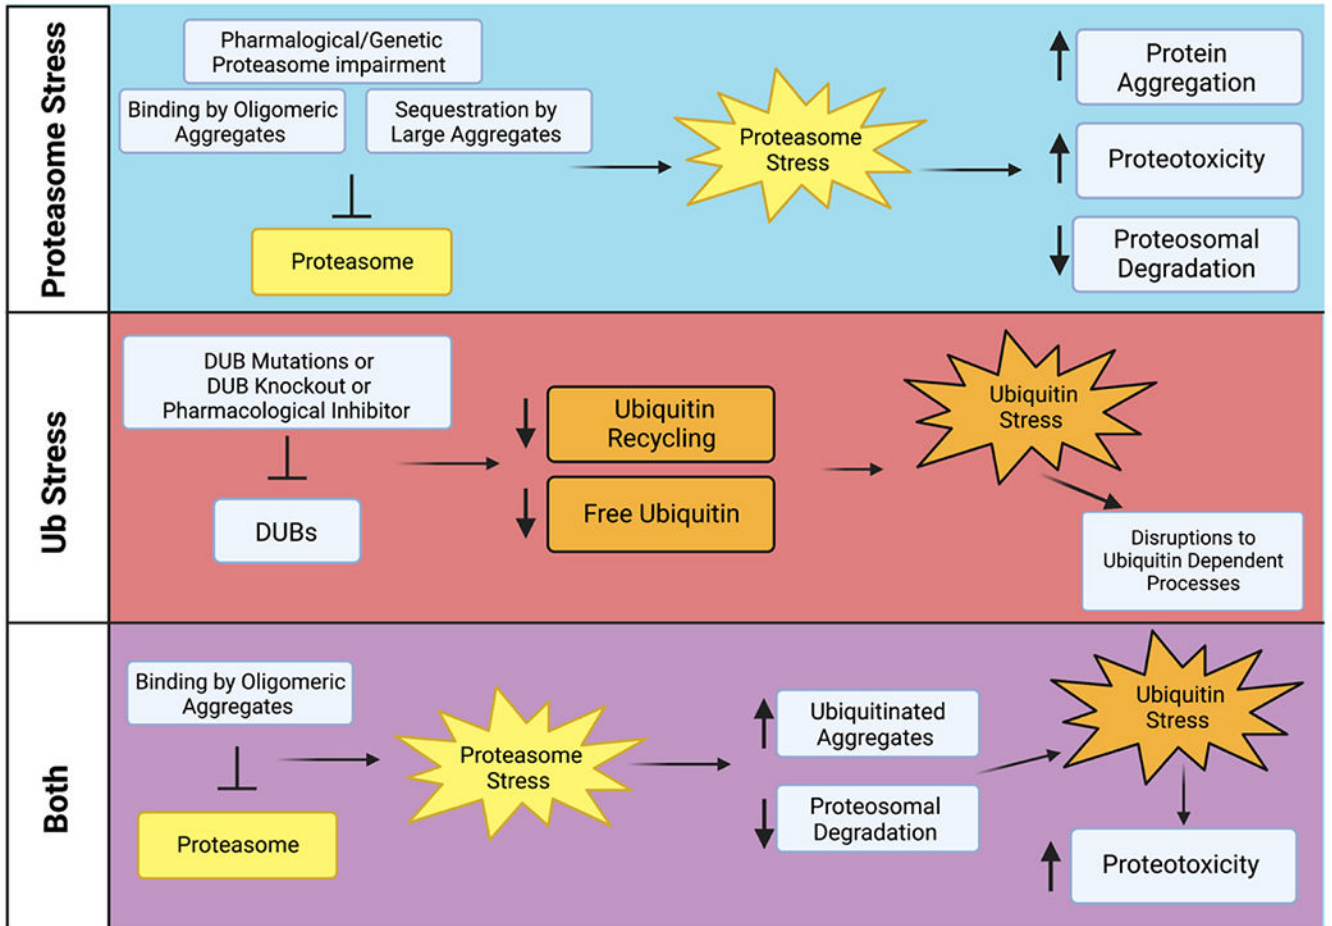 Proteasome Stress
Pharmalogical/Genetic
Proteasome impairment
Binding by Oligomeric
Aggregates
Sequestration by
Large Aggregates
Proteasome
Proteasome
Stress
Protein
Aggregation
Proteotoxicity
Proteosomal
Degradation
Ub Stress
DUB Mutations or
DUB Knockout or
Pharmacological Inhibitor
DUBs
Ubiquitin
Recycling
Free Ubiquitin
Ubiquitin
Stress
Disruptions to
Ubiquitin Dependent
Processes
Both
Binding by Oligomeric
Aggregates
Proteasome
Proteasome
Stress
Ubiquitinated
Aggregates
Proteosomal
Degradation
Ubiquitin
Stress
Proteotoxicity